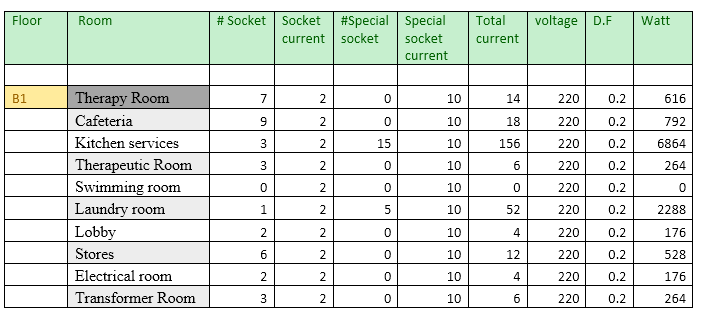 Floor Room # Socket Socket current #Special socket Special socket current Total current voltage D.F Watt
B1 Therapy Room 7 2 0 10 14 220 0.2 616
Cafeteria 9 2 0 10 18 220 0.2 792
Kitchen services 3 2 15 10 156 220 0.2 6864
Therapeutic Room 3 2 0 10 6 220 0.2 264
Swimming room 0 2 0 10 0 220 0.2 0
Laundry room 1 2 5 10 52 220 0.2 2288
Lobby 2 2 0 10 4 220 0.2 176
Stores 6 2 0 10 12 220 0.2 528
Electrical room 2 2 0 10 4 220 0.2 176
Transformer Room 3 2 0 10 6 220 0.2 264